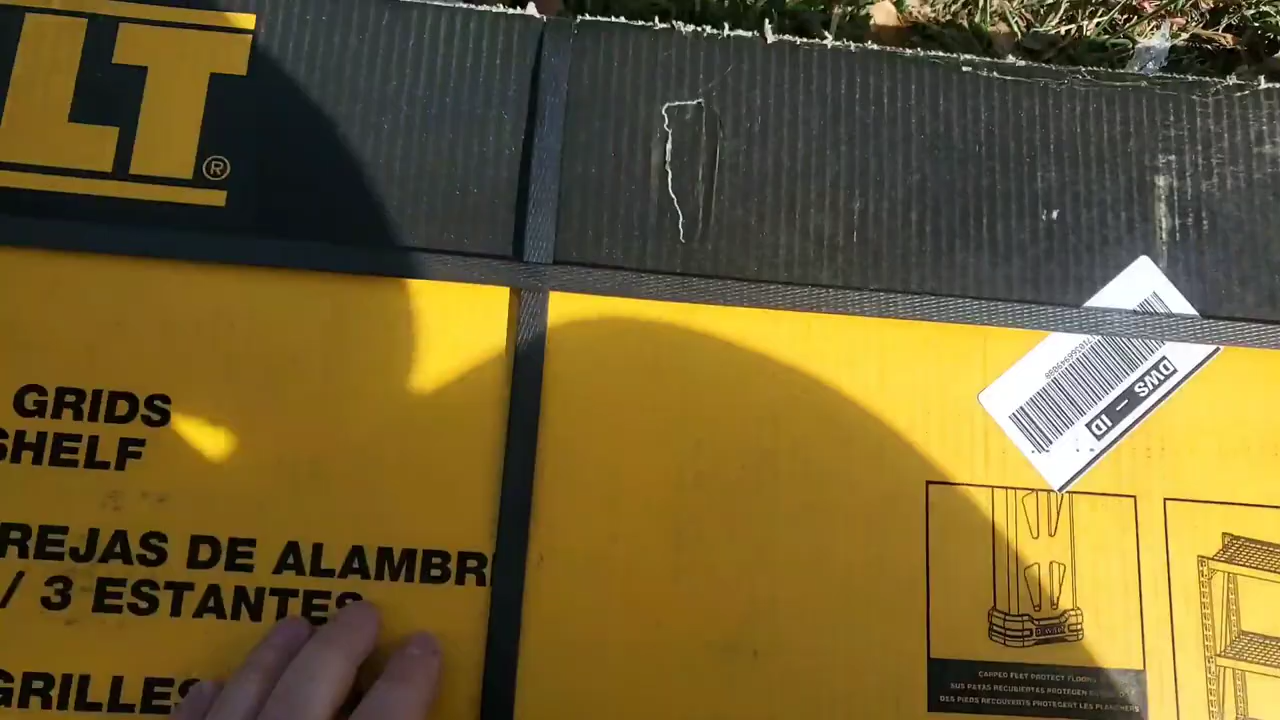 LT®
GRIDS
SHELF
REJAS DE ALAMBR
/ 3 ESTANTES
GRILLES
DWS – ID
CAPPED FEET PROTECT FLOORS
SUS PATAS RECUBIERTAS PROTEGEN
DES PIEDS RECOUVERTS PROTEGENT LES PLANCHERS